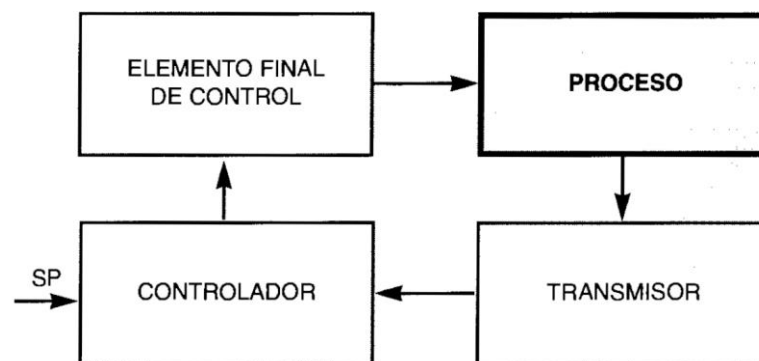 ELEMENTO FINAL
DE CONTROL
PROCESO
SP
CONTROLADOR
TRANSMISOR